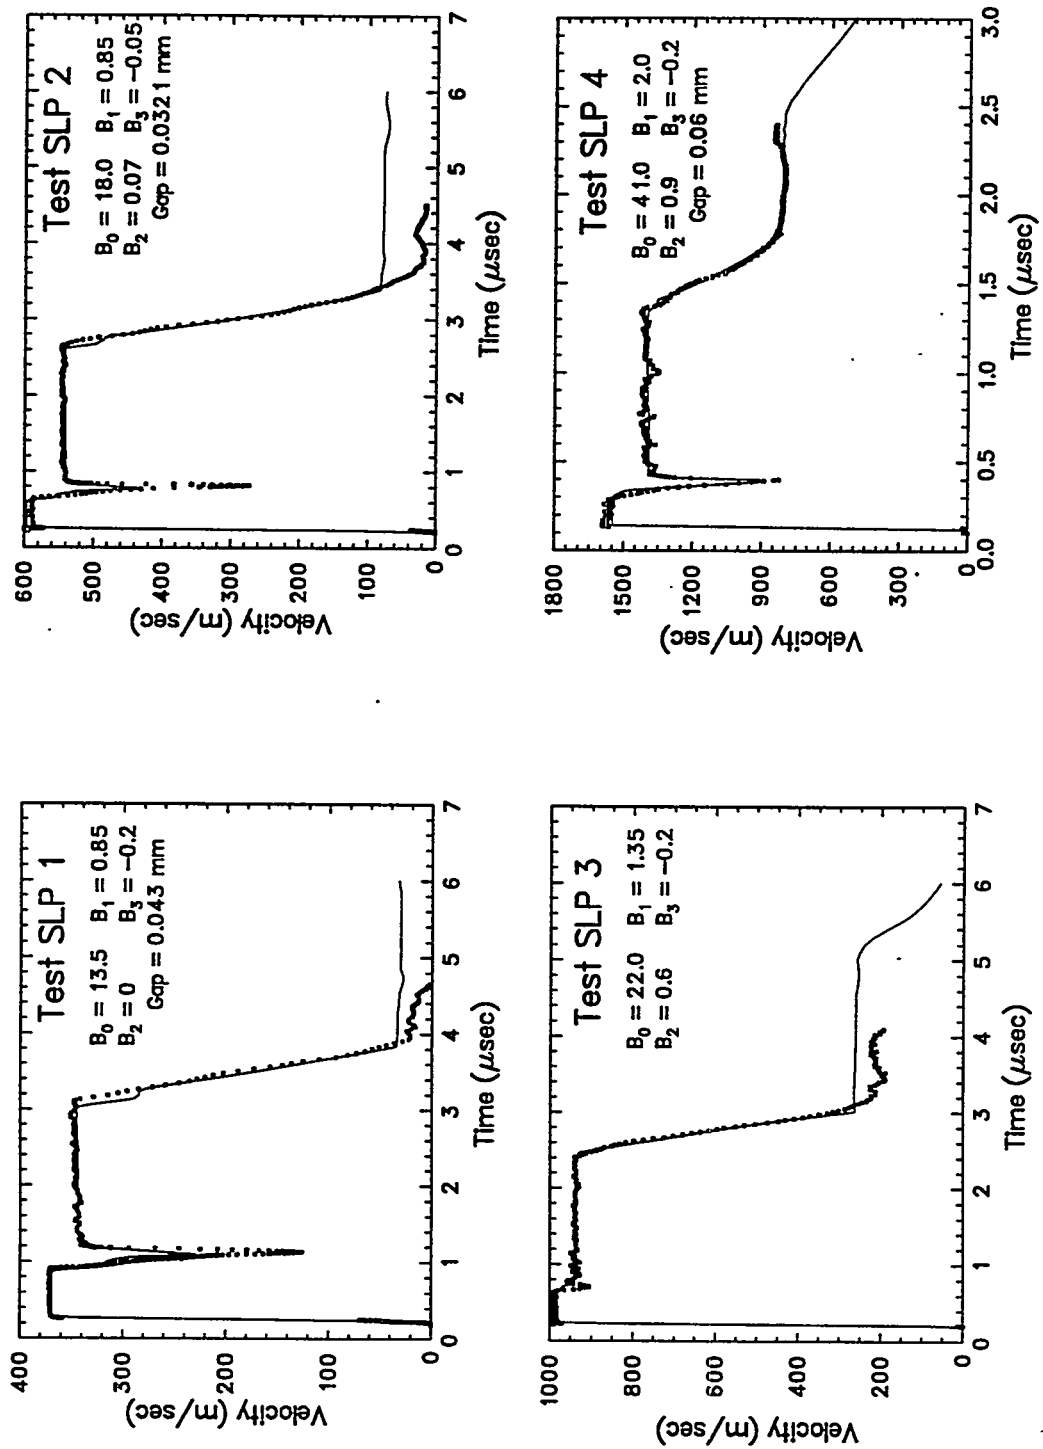 Test SLP 1
B₀ = 13.5 B₁ = 0.85
B₂ = 0 B₃ = −0.2
Gap = 0.043 mm
400
300
200
100
0
Velocity (m/sec)
0 1 2 3 4 5 6 7
Time (μsec)
Test SLP 2
B₀ = 18.0 B₁ = 0.85
B₂ = 0.07 B₃ = −0.05
Gap = 0.0321 mm
600
500
400
300
200
100
0
Velocity (m/sec)
0 1 2 3 4 5 6 7
Time (μsec)
Test SLP 3
B₀ = 22.0 B₁ = 1.35
B₂ = 0.6 B₃ = −0.2
1000
800
600
400
200
0
Velocity (m/sec)
0 1 2 3 4 5 6 7
Time (μsec)
Test SLP 4
B₀ = 41.0 B₁ = 2.0
B₂ = 0.9 B₃ = −0.2
Gap = 0.06 mm
1800
1500
1200
900
600
300
0
Velocity (m/sec)
0.0 0.5 1.0 1.5 2.0 2.5 3.0
Time (μsec)